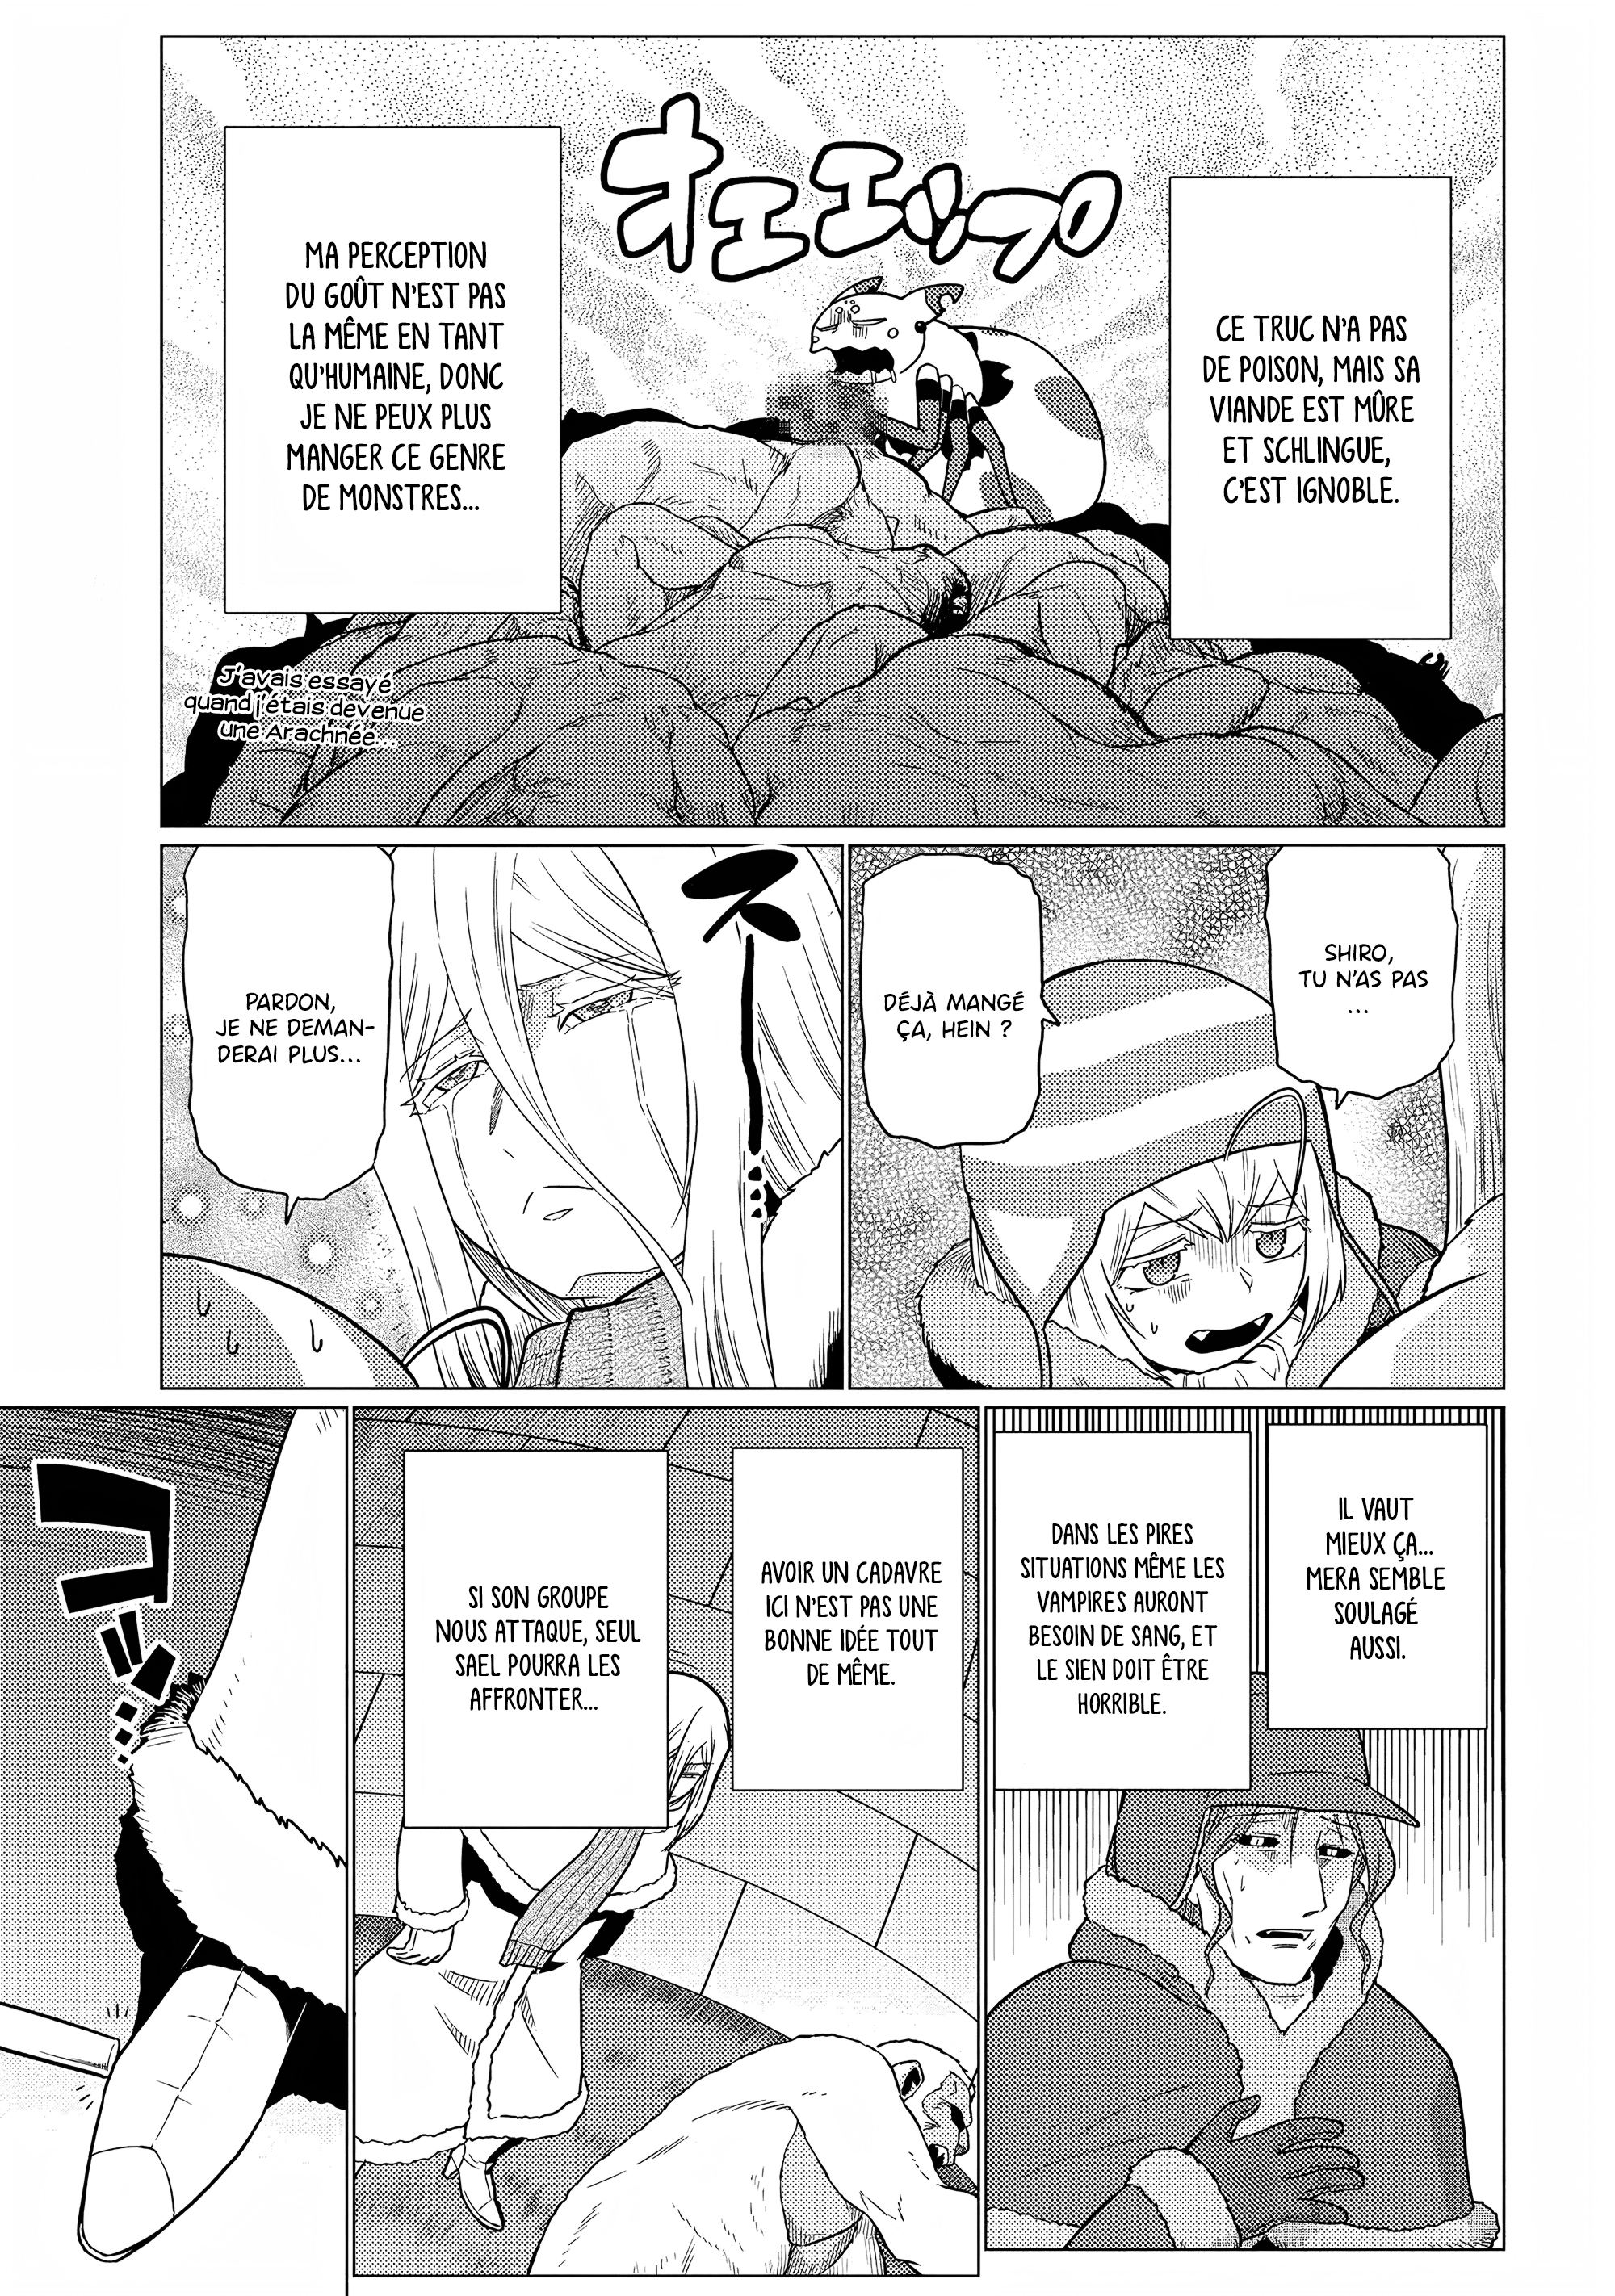 CE TRUC N'A PAS
DE POISON, MAIS SA
VIANDE EST MÛRE
ET SCHLINGUE,
C'EST IGNOBLE.
オエエップ
MA PERCEPTION
DU GOÛT N'EST PAS
LA MÊME EN TANT
QU'HUMAINE, DONC
JE NE PEUX PLUS
MANGER CE GENRE
DE MONSTRES...
J'avais essayé
quand j'étais devenue
une Arachnée...
SHIRO,
TU N'AS PAS
...
DÉJÀ MANGÉ
ÇA, HEIN ?
PARDON,
JE NE DEMAN-
DERAI PLUS...
IL VAUT
MIEUX ÇA...
MERA SEMBLE
SOULAGÉ
AUSSI.
DANS LES PIRES
SITUATIONS MÊME LES
VAMPIRES AURONT
BESOIN DE SANG, ET
LE SIEN DOIT ÊTRE
HORRIBLE.
AVOIR UN CADAVRE
ICI N'EST PAS UNE
BONNE IDÉE TOUT
DE MÊME.
SI SON GROUPE
NOUS ATTAQUE, SEUL
SAEL POURRA LES
AFFRONTER...